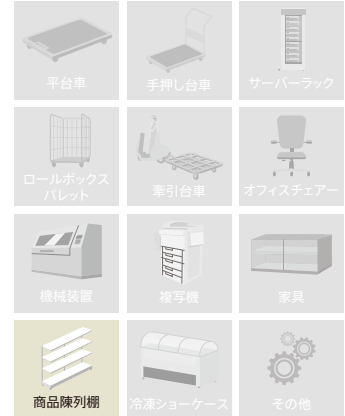 平台車
手押し台車
サーバーラック
ロールボックス
パレット
牽引台車
オフィスチェアー
機械装置
複写機
家具
商品陳列棚
冷凍ショーケース
その他